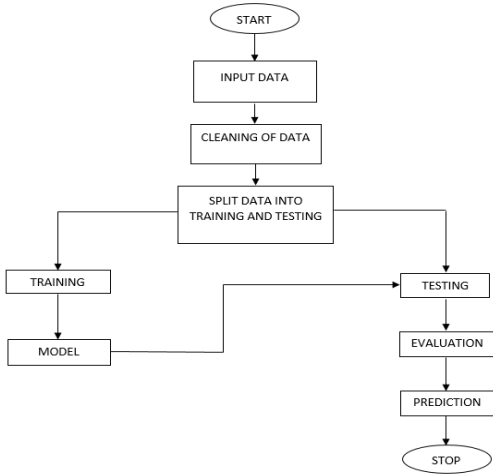 START
INPUT DATA
CLEANING OF DATA
SPLIT DATA INTO
TRAINING AND TESTING
TRAINING
TESTING
MODEL
EVALUATION
PREDICTION
STOP